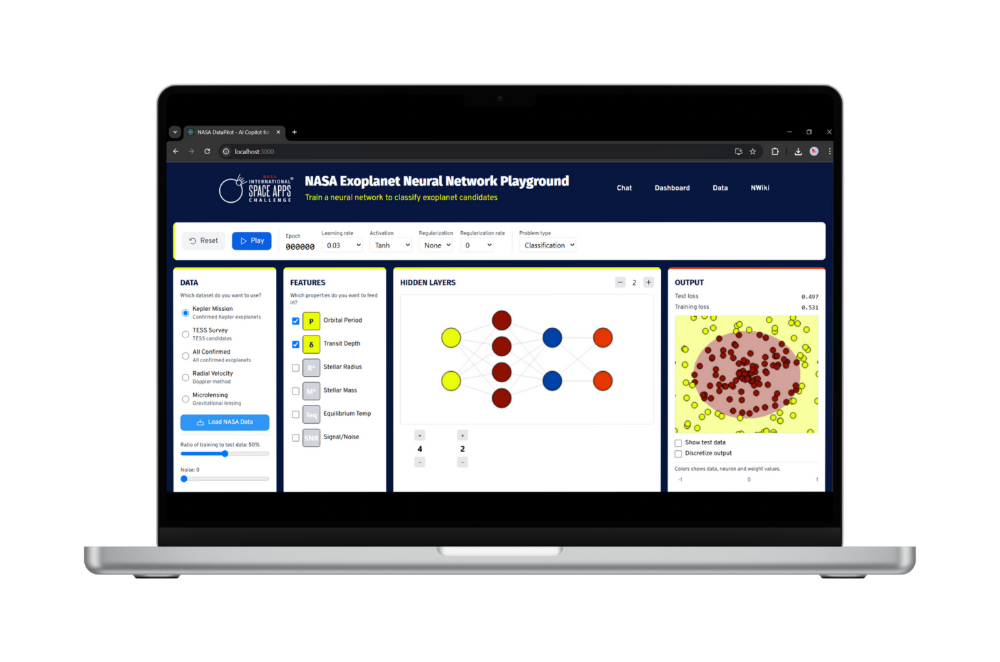 NASA DataPilot - AI Copilot for
localhost:3000
NASA
INTERNATIONAL®
SPACE APPS
CHALLENGE
NASA Exoplanet Neural Network Playground
Train a neural network to classify exoplanet candidates
Chat
Dashboard
Data
NWiki
Reset
Play
Epoch
000000
Learning rate
0.03
Activation
Tanh
Regularization
None
Regularization rate
0
Problem type
Classification
DATA
Which dataset do you want to use?
Kepler Mission
Confirmed Kepler exoplanets
TESS Survey
TESS candidates
All Confirmed
All confirmed exoplanets
Radial Velocity
Doppler method
Microlensing
Gravitational lensing
Load NASA Data
Ratio of training to test data: 50%
Noise: 0
FEATURES
Which properties do you want to feed
in?
P
Orbital Period
δ
Transit Depth
R*
Stellar Radius
M*
Stellar Mass
Teq
Equilibrium Temp
SNR
Signal/Noise
HIDDEN LAYERS
− 2 +
+ +
4 2
− −
OUTPUT
Test loss 0.497
Training loss 0.531
Show test data
Discretize output
Colors shows data, neuron and weight values.
-1 0 1